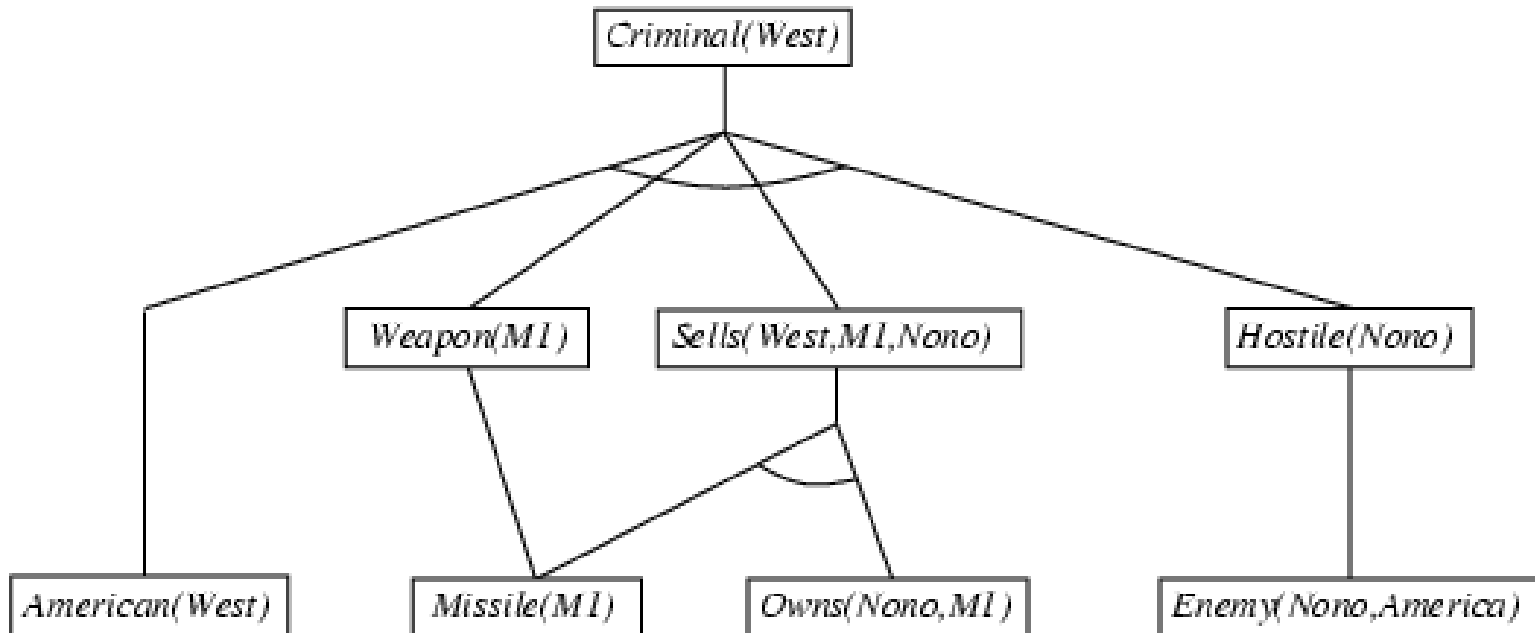 Criminal(West)
Weapon(M1)
Sells(West,M1,Nono)
Hostile(Nono)
American(West)
Missile(M1)
Owns(Nono,M1)
Enemy(Nono,America)